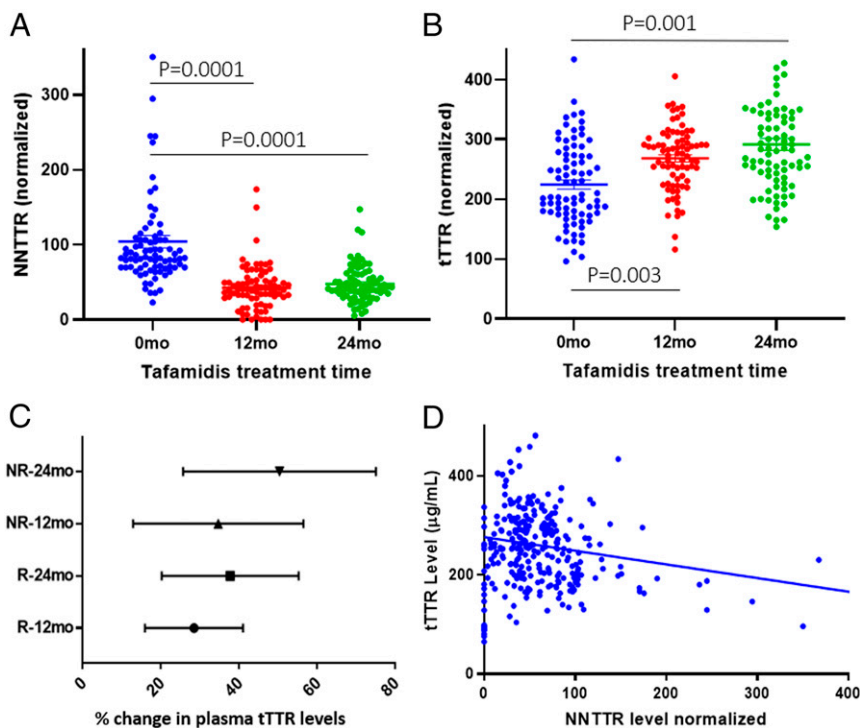 A
P=0.0001
P=0.0001
NNTTR (normalized)
300
200
100
0
0mo 12mo 24mo
Tafamidis treatment time
B
P=0.001
P=0.003
tTTR (normalized)
400
300
200
100
0
0mo 12mo 24mo
Tafamidis treatment time
C
NR-24mo
NR-12mo
R-24mo
R-12mo
0 20 40 60 80
% change in plasma tTTR levels
D
tTTR Level (µg/mL)
400
200
0
0 100 200 300 400
NNTTR level normalized